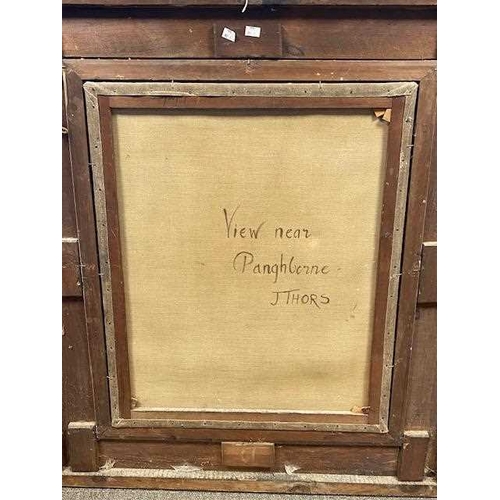 View near
Panghborne
J THORS